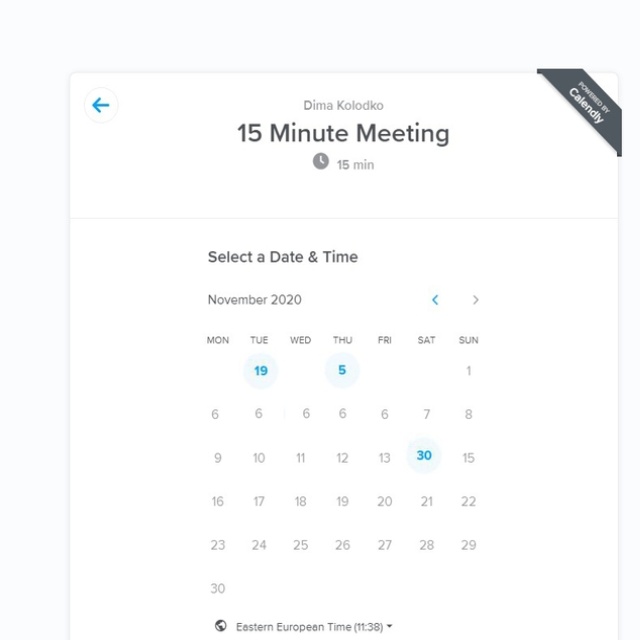 Dima Kolodko
15 Minute Meeting
15 min
POWERED BY
Calendly
Select a Date & Time
November 2020
MON TUE WED THU FRI SAT SUN
19 5 1
6 6 6 6 6 7 8
9 10 11 12 13 30 15
16 17 18 19 20 21 22
23 24 25 26 27 28 29
30
Eastern European Time (11:38)